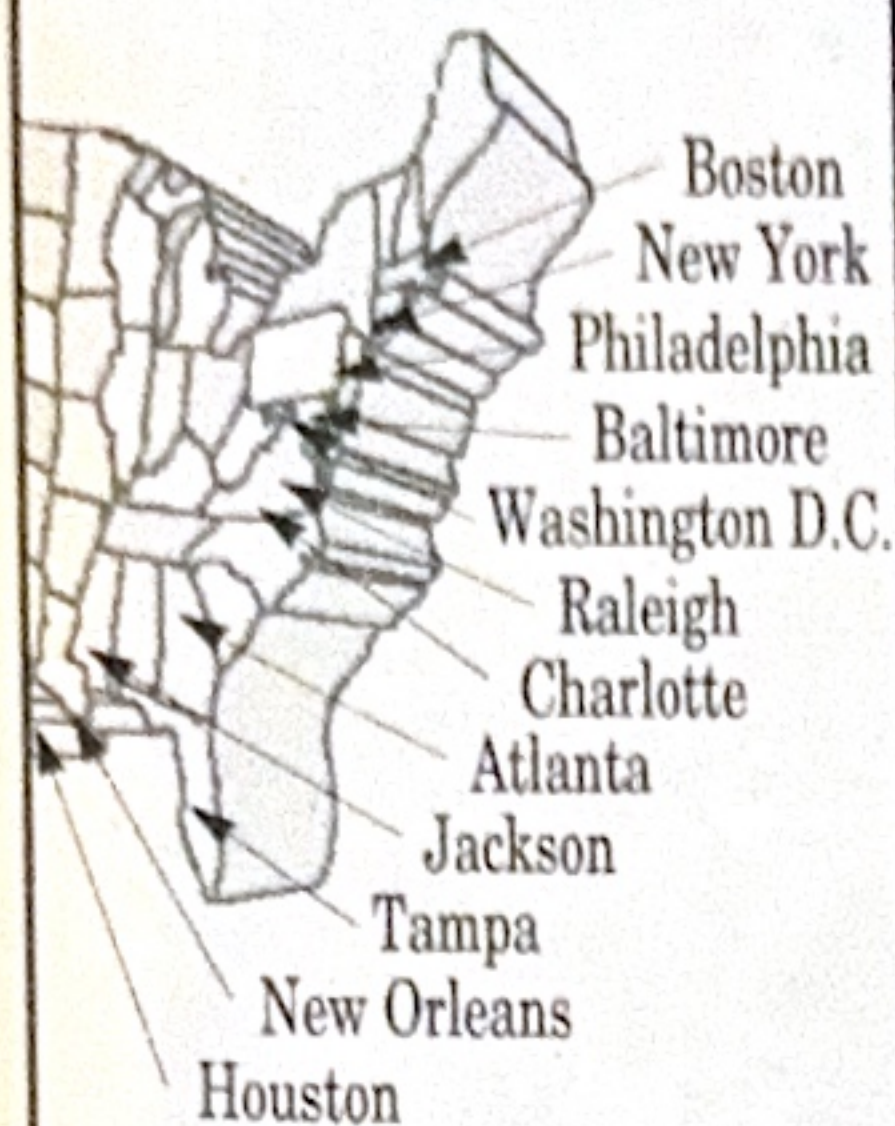 Boston
New York
Philadelphia
Baltimore
Washington D.C.
Raleigh
Charlotte
Atlanta
Jackson
Tampa
New Orleans
Houston